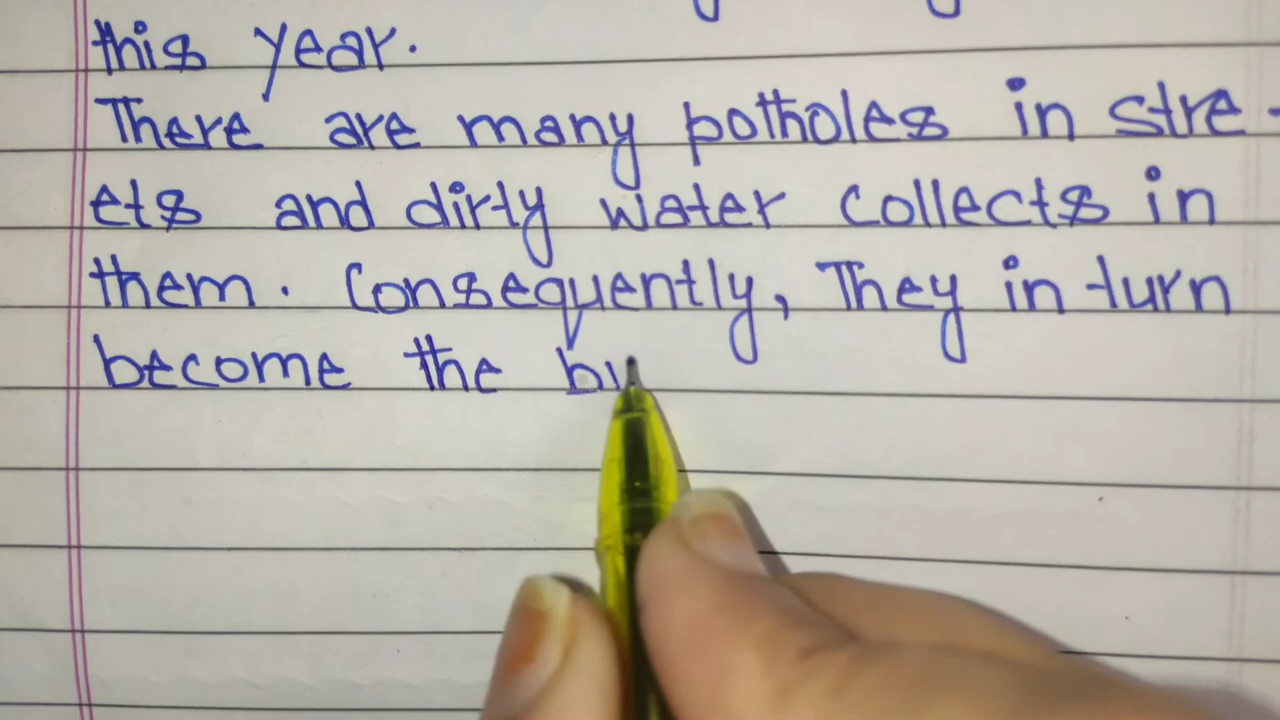 this year.
There are many potholes in stre-
ets and dirty water collects in
them. Consequently, They in turn
become the